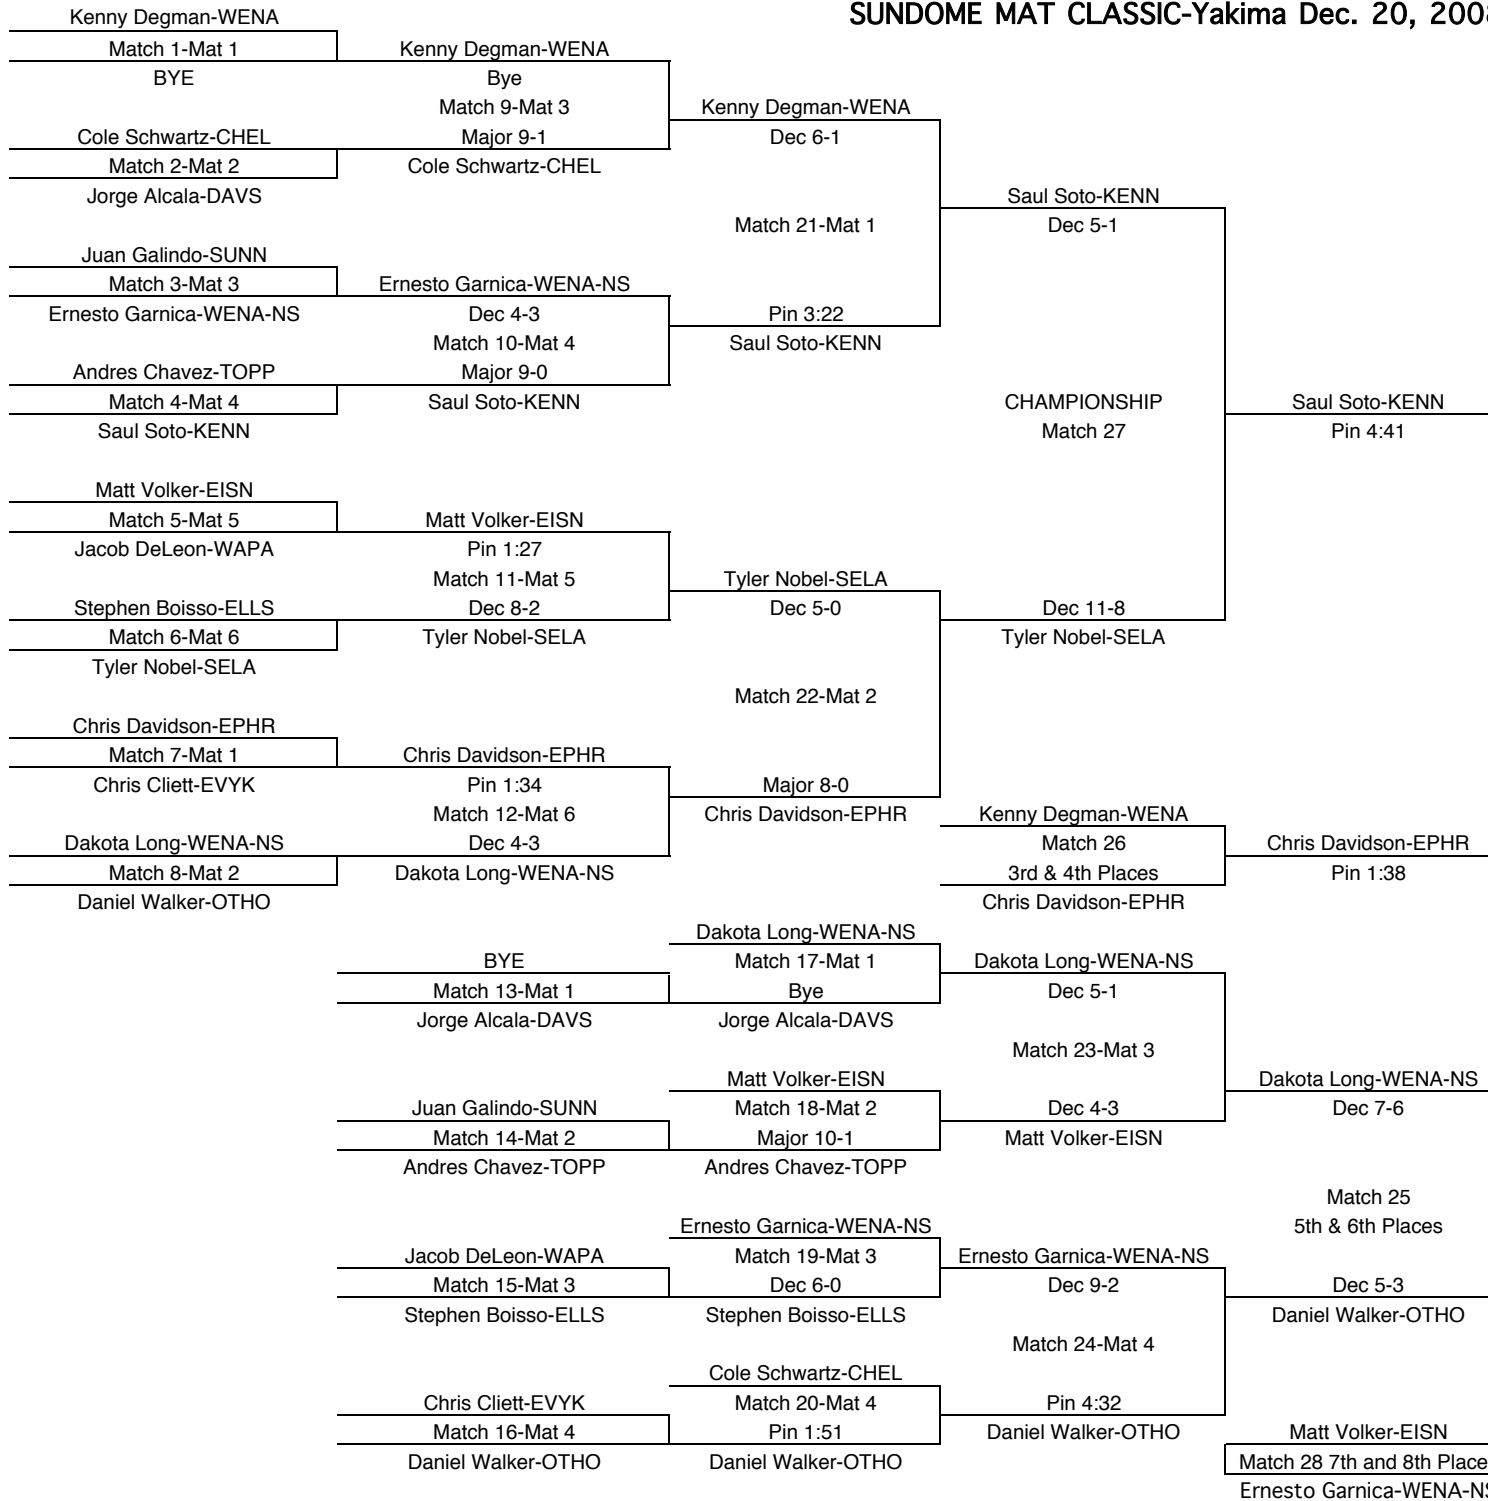 SUNDOME MAT CLASSIC-Yakima Dec. 20, 2008
Kenny Degman-WENA
Match 1-Mat 1
BYE
Cole Schwartz-CHEL
Match 2-Mat 2
Jorge Alcala-DAVS
Juan Galindo-SUNN
Match 3-Mat 3
Ernesto Garnica-WENA-NS
Andres Chavez-TOPP
Match 4-Mat 4
Saul Soto-KENN
Matt Volker-EISN
Match 5-Mat 5
Jacob DeLeon-WAPA
Stephen Boisso-ELLS
Match 6-Mat 6
Tyler Nobel-SELA
Chris Davidson-EPHR
Match 7-Mat 1
Chris Cliett-EVYK
Dakota Long-WENA-NS
Match 8-Mat 2
Daniel Walker-OTHO
Kenny Degman-WENA
Bye
Match 9-Mat 3
Major 9-1
Cole Schwartz-CHEL
Ernesto Garnica-WENA-NS
Dec 4-3
Match 10-Mat 4
Major 9-0
Saul Soto-KENN
Matt Volker-EISN
Pin 1:27
Match 11-Mat 5
Dec 8-2
Tyler Nobel-SELA
Chris Davidson-EPHR
Pin 1:34
Match 12-Mat 6
Dec 4-3
Dakota Long-WENA-NS
Kenny Degman-WENA
Dec 6-1
Match 21-Mat 1
Pin 3:22
Saul Soto-KENN
Tyler Nobel-SELA
Dec 5-0
Match 22-Mat 2
Major 8-0
Chris Davidson-EPHR
Saul Soto-KENN
Dec 5-1
CHAMPIONSHIP
Match 27
Dec 11-8
Tyler Nobel-SELA
Saul Soto-KENN
Pin 4:41
Kenny Degman-WENA
Match 26
3rd & 4th Places
Chris Davidson-EPHR
Chris Davidson-EPHR
Pin 1:38
BYE
Match 13-Mat 1
Jorge Alcala-DAVS
Juan Galindo-SUNN
Match 14-Mat 2
Andres Chavez-TOPP
Jacob DeLeon-WAPA
Match 15-Mat 3
Stephen Boisso-ELLS
Chris Cliett-EVYK
Match 16-Mat 4
Daniel Walker-OTHO
Dakota Long-WENA-NS
Match 17-Mat 1
Bye
Jorge Alcala-DAVS
Matt Volker-EISN
Match 18-Mat 2
Major 10-1
Andres Chavez-TOPP
Ernesto Garnica-WENA-NS
Match 19-Mat 3
Dec 6-0
Stephen Boisso-ELLS
Cole Schwartz-CHEL
Match 20-Mat 4
Pin 1:51
Daniel Walker-OTHO
Dakota Long-WENA-NS
Dec 5-1
Match 23-Mat 3
Dec 4-3
Matt Volker-EISN
Ernesto Garnica-WENA-NS
Dec 9-2
Match 24-Mat 4
Pin 4:32
Daniel Walker-OTHO
Dakota Long-WENA-NS
Dec 7-6
Match 25
5th & 6th Places
Dec 5-3
Daniel Walker-OTHO
Matt Volker-EISN
Match 28 7th and 8th Place
Ernesto Garnica-WENA-NS